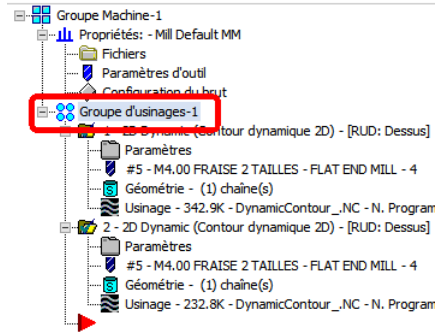 Groupe Machine-1
Propriétés: - Mill Default MM
Fichiers
Paramètres d'outil
Configuration du brut
Groupe d'usinages-1
1 - 2D Dynamic (Contour dynamique 2D) - [RUD: Dessus]
Paramètres
#5 - M4.00 FRAISE 2 TAILLES - FLAT END MILL - 4
Géométrie - (1) chaîne(s)
Usinage - 342.9K - DynamicContour_.NC - N. Program
2 - 2D Dynamic (Contour dynamique 2D) - [RUD: Dessus]
Paramètres
#5 - M4.00 FRAISE 2 TAILLES - FLAT END MILL - 4
Géométrie - (1) chaîne(s)
Usinage - 232.8K - DynamicContour_.NC - N. Program